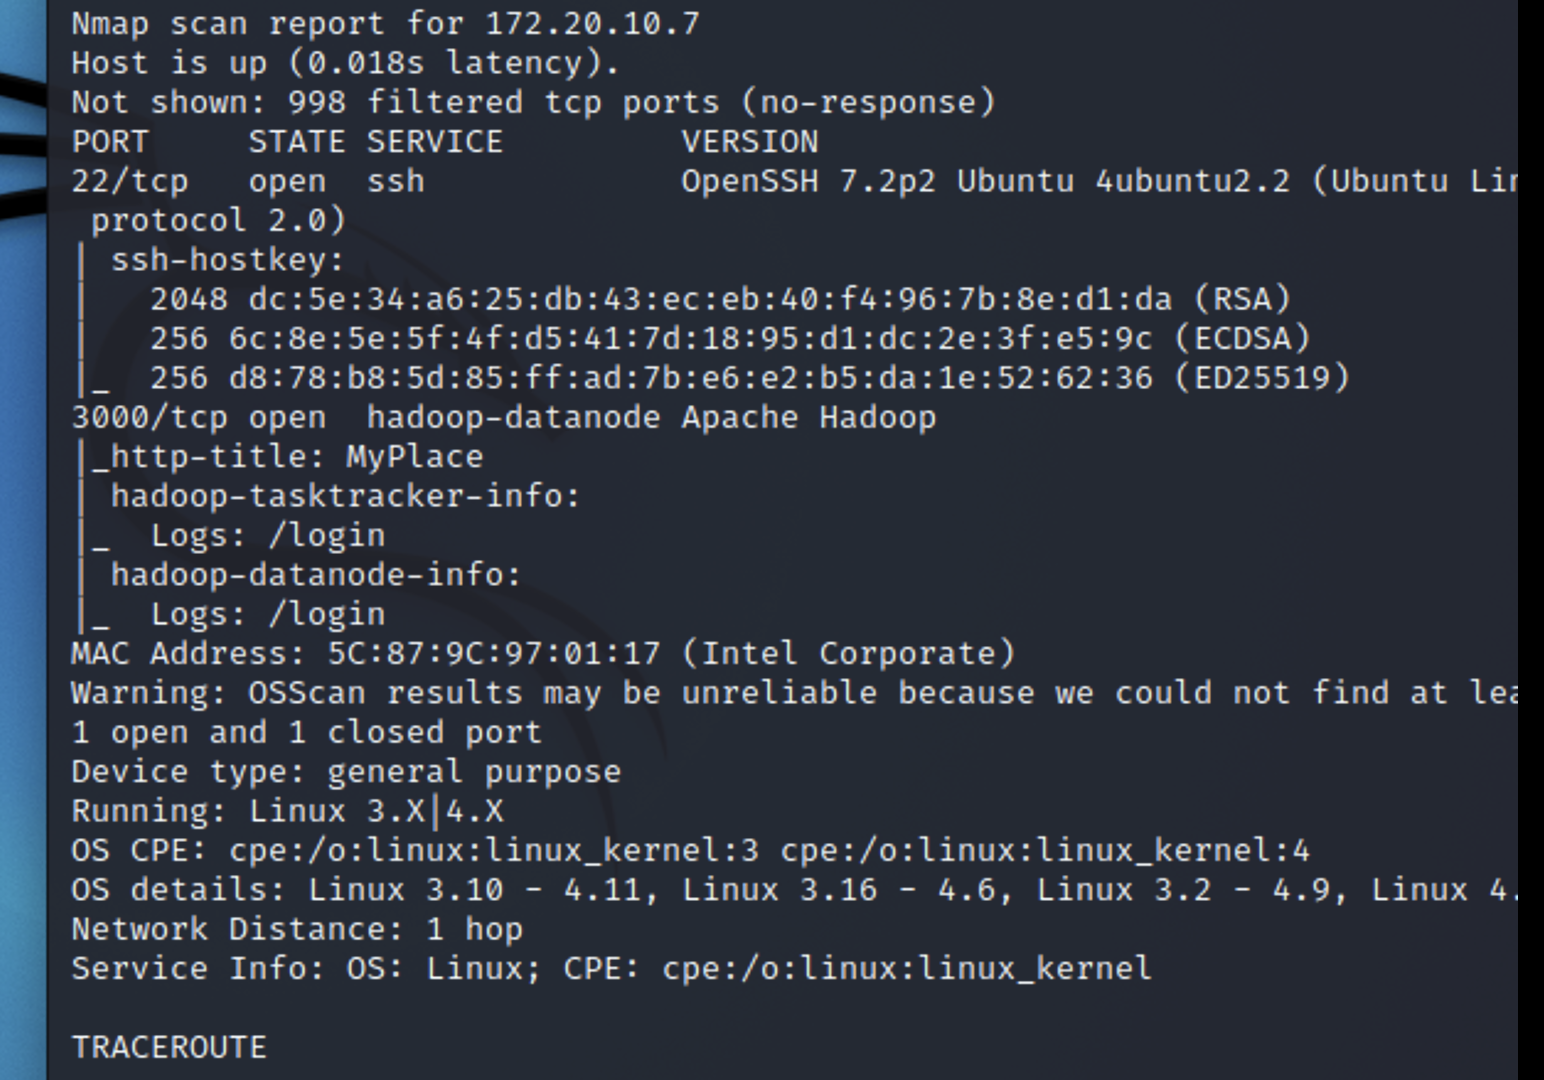 Nmap scan report for 172.20.10.7
Host is up (0.018s latency).
Not shown: 998 filtered tcp ports (no-response)
PORT     STATE SERVICE         VERSION
22/tcp   open  ssh             OpenSSH 7.2p2 Ubuntu 4ubuntu2.2 (Ubuntu
 protocol 2.0)
| ssh-hostkey:
|   2048 dc:5e:34:a6:25:db:43:ec:eb:40:f4:96:7b:8e:d1:da (RSA)
|   256 6c:8e:5e:5f:4f:d5:41:7d:18:95:d1:dc:2e:3f:e5:9c (ECDSA)
|_  256 d8:78:b8:5d:85:ff:ad:7b:e6:e2:b5:da:1e:52:62:36 (ED25519)
3000/tcp open  hadoop-datanode Apache Hadoop
|_http-title: MyPlace
| hadoop-tasktracker-info:
|_  Logs: /login
| hadoop-datanode-info:
|_  Logs: /login
MAC Address: 5C:87:9C:97:01:17 (Intel Corporate)
Warning: OSScan results may be unreliable because we could not find at
1 open and 1 closed port
Device type: general purpose
Running: Linux 3.X|4.X
OS CPE: cpe:/o:linux:linux_kernel:3 cpe:/o:linux:linux_kernel:4
OS details: Linux 3.10 - 4.11, Linux 3.16 - 4.6, Linux 3.2 - 4.9, Linux 4.
Network Distance: 1 hop
Service Info: OS: Linux; CPE: cpe:/o:linux:linux_kernel
TRACEROUTE